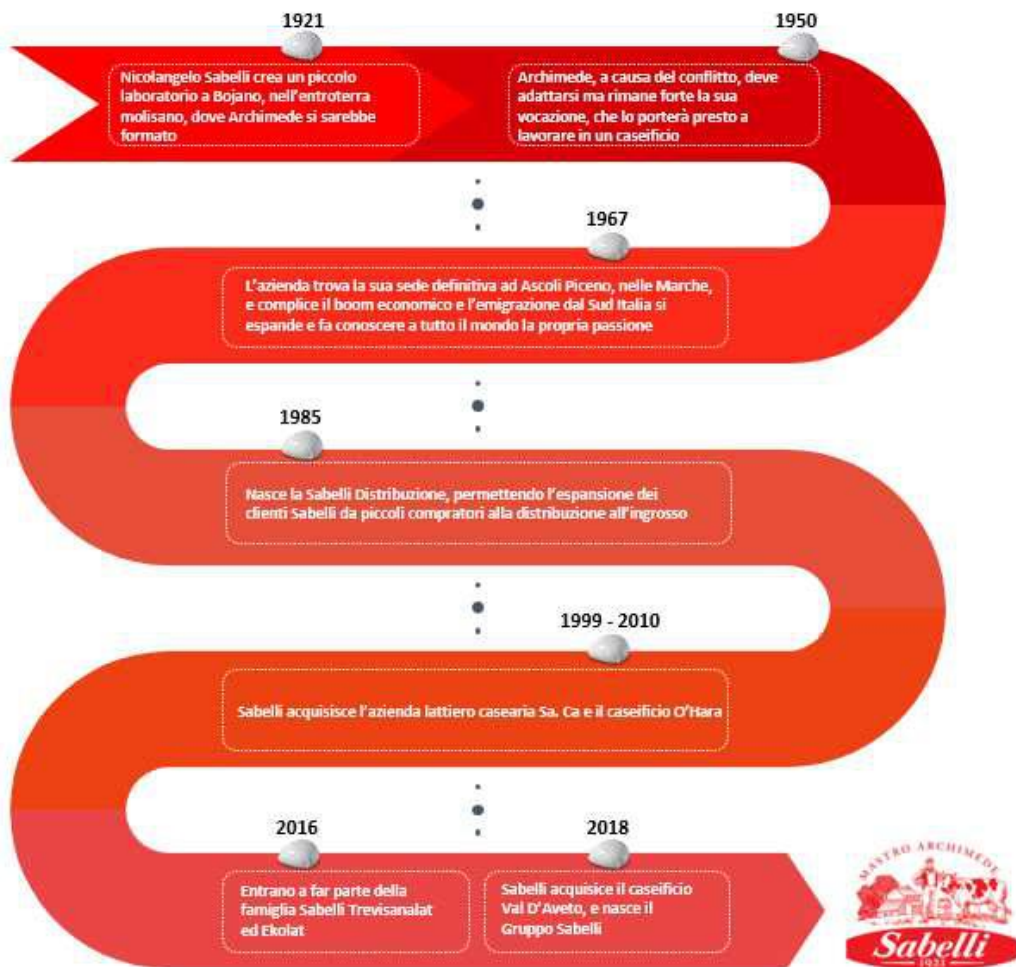 1921
Nicolangelo Sabelli crea un piccolo
laboratorio a Bojano, nell'entroterra
molisano, dove Archimede si sarebbe
formato
1950
Archimede, a causa del conflitto, deve
adattarsi ma rimane forte la sua
vocazione, che lo porterà presto a
lavorare in un caseificio
1967
L'azienda trova la sua sede definitiva ad Ascoli Piceno, nelle Marche,
e complice il boom economico e l'emigrazione dal Sud Italia si
espande e fa conoscere a tutto il mondo la propria passione
1985
Nasce la Sabelli Distribuzione, permettendo l'espansione dei
clienti Sabelli da piccoli compratori alla distribuzione all'ingrosso
1999 - 2010
Sabelli acquisisce l'azienda lattiero casearia Sa. Ca e il caseificio O'Hara
2016
Entrano a far parte della
famiglia Sabelli Trevisanalat
ed Ekolat
2018
Sabelli acquisice il caseificio
Val D'Aveto, e nasce il
Gruppo Sabelli
MASTRO ARCHIMEDE
Sabelli
1921